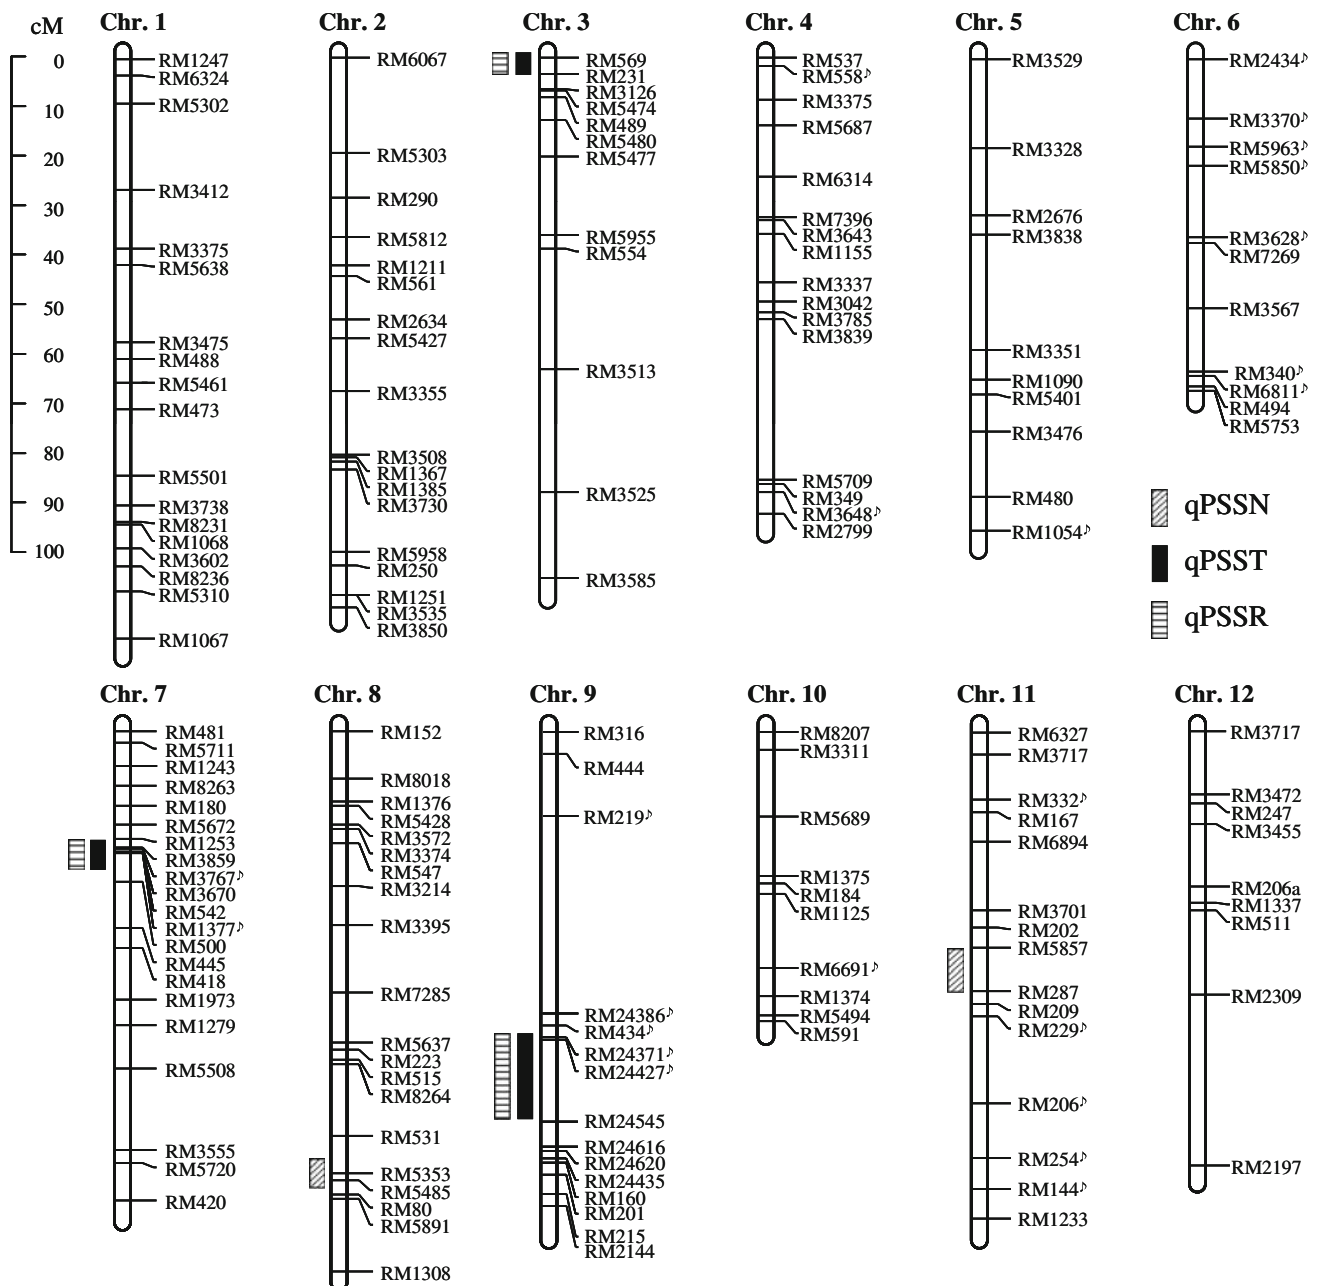 cM
0
10
20
30
40
50
60
70
80
90
100
Chr. 1
RM1247
RM6324
RM5302
RM3412
RM3375
RM5638
RM3475
RM488
RM5461
RM473
RM5501
RM3738
RM8231
RM1068
RM3602
RM8236
RM5310
RM1067
Chr. 2
RM6067
RM5303
RM290
RM5812
RM1211
RM561
RM2634
RM5427
RM3355
RM3508
RM1367
RM1385
RM3730
RM5958
RM250
RM1251
RM3535
RM3850
Chr. 3
RM569
RM231
RM3126
RM5474
RM489
RM5480
RM5477
RM5955
RM554
RM3513
RM3525
RM3585
Chr. 4
RM537
RM558♪
RM3375
RM5687
RM6314
RM7396
RM3643
RM1155
RM3337
RM3042
RM3785
RM3839
RM5709
RM349
RM3648♪
RM2799
Chr. 5
RM3529
RM3328
RM2676
RM3838
RM3351
RM1090
RM5401
RM3476
RM480
RM1054♪
Chr. 6
RM2434♪
RM3370♪
RM5963♪
RM5850♪
RM3628♪
RM7269
RM3567
RM340♪
RM6811♪
RM494
RM5753
qPSSN
qPSST
qPSSR
Chr. 7
RM481
RM5711
RM1243
RM8263
RM180
RM5672
RM1253
RM3859
RM3767♪
RM3670
RM542
RM1377♪
RM500
RM445
RM418
RM1973
RM1279
RM5508
RM3555
RM5720
RM420
Chr. 8
RM152
RM8018
RM1376
RM5428
RM3572
RM3374
RM547
RM3214
RM3395
RM7285
RM5637
RM223
RM515
RM8264
RM531
RM5353
RM5485
RM80
RM5891
RM1308
Chr. 9
RM316
RM444
RM219♪
RM24386♪
RM434♪
RM24371♪
RM24427♪
RM24545
RM24616
RM24620
RM24435
RM160
RM201
RM215
RM2144
Chr. 10
RM8207
RM3311
RM5689
RM1375
RM184
RM1125
RM6691♪
RM1374
RM5494
RM591
Chr. 11
RM6327
RM3717
RM332♪
RM167
RM6894
RM3701
RM202
RM5857
RM287
RM209
RM229♪
RM206♪
RM254♪
RM144♪
RM1233
Chr. 12
RM3717
RM3472
RM247
RM3455
RM206a
RM1337
RM511
RM2309
RM2197